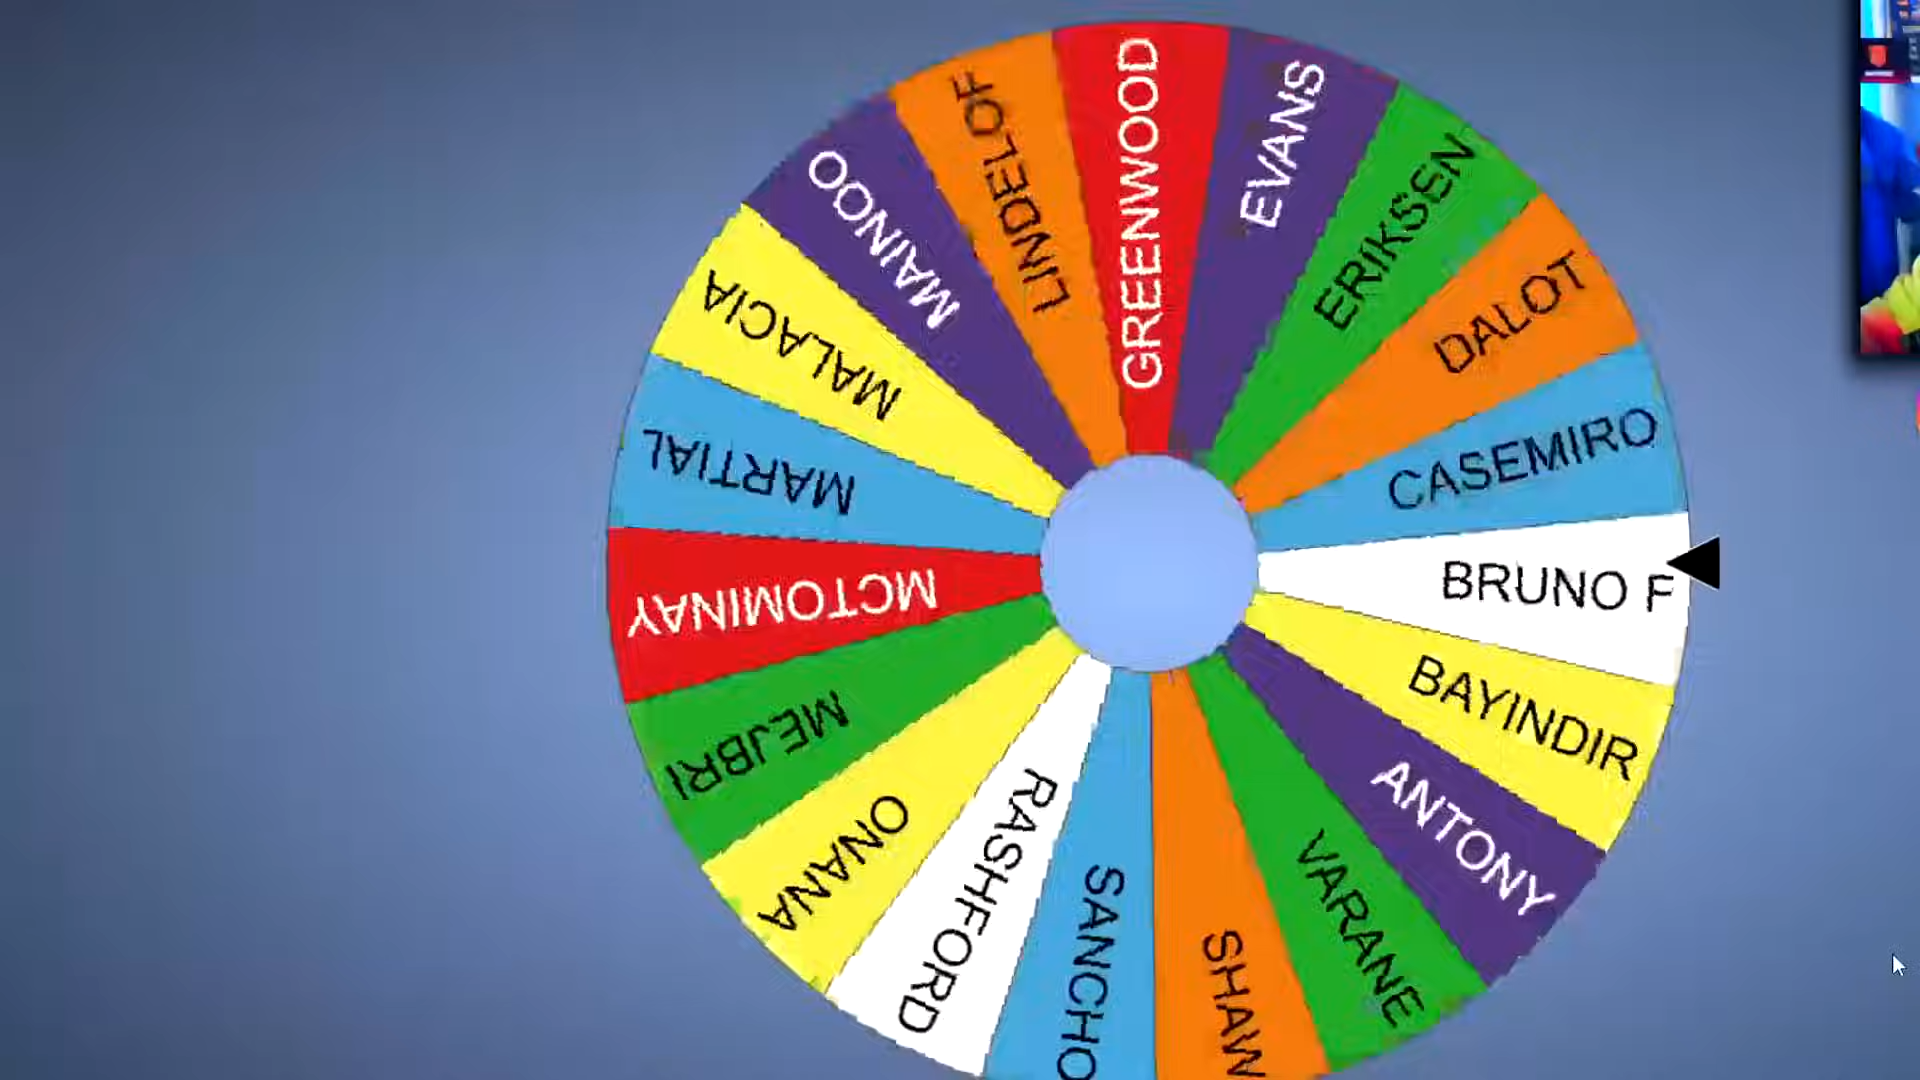 GREENWOOD
EVANS
ERIKSEN
DALOT
CASEMIRO
BRUNO F
BAYINDIR
ANTONY
VARANE
SHAW
SANCHO
RASHFORD
ONANA
MEJBRI
MCTOMINAY
MARTIAL
MALACIA
MAINOO
LINDELOF